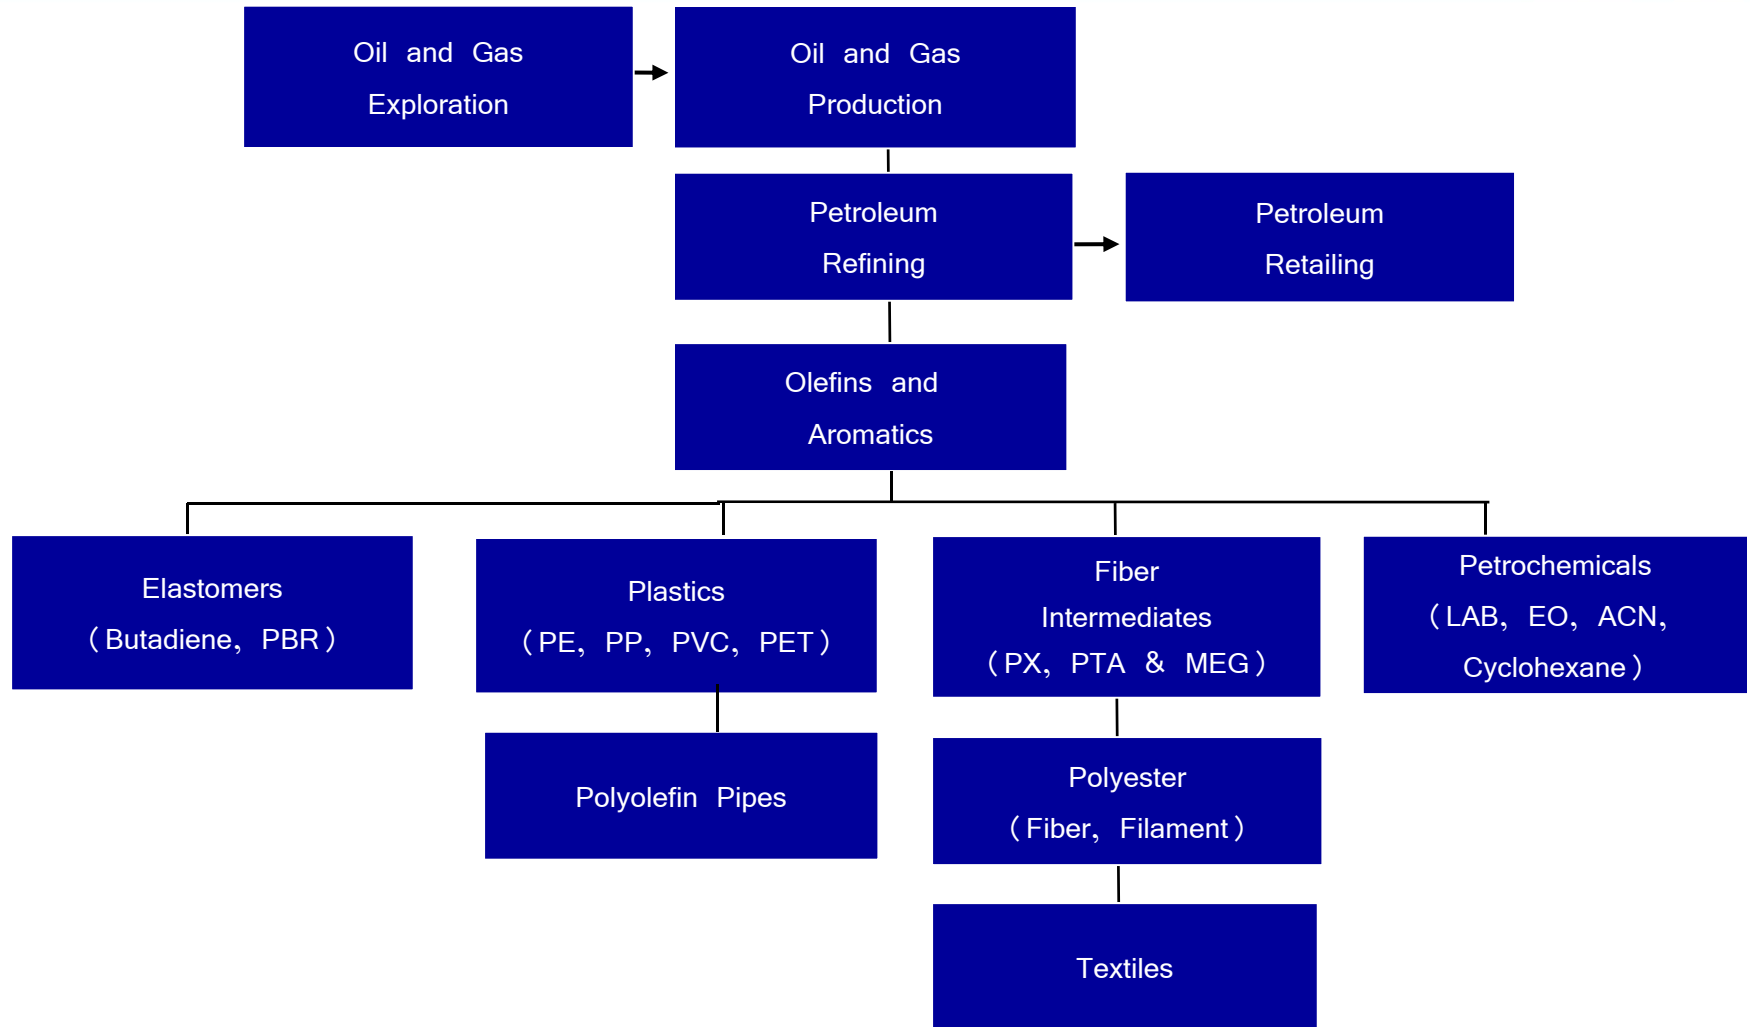 Oil and Gas
Exploration
Oil and Gas
Production
Petroleum
Refining
Petroleum
Retailing
Olefins and
Aromatics
Elastomers
（Butadiene, PBR）
Plastics
（PE, PP, PVC, PET）
Fiber
Intermediates
（PX, PTA & MEG）
Petrochemicals
（LAB, EO, ACN,
Cyclohexane）
Polyolefin Pipes
Polyester
（Fiber, Filament）
Textiles